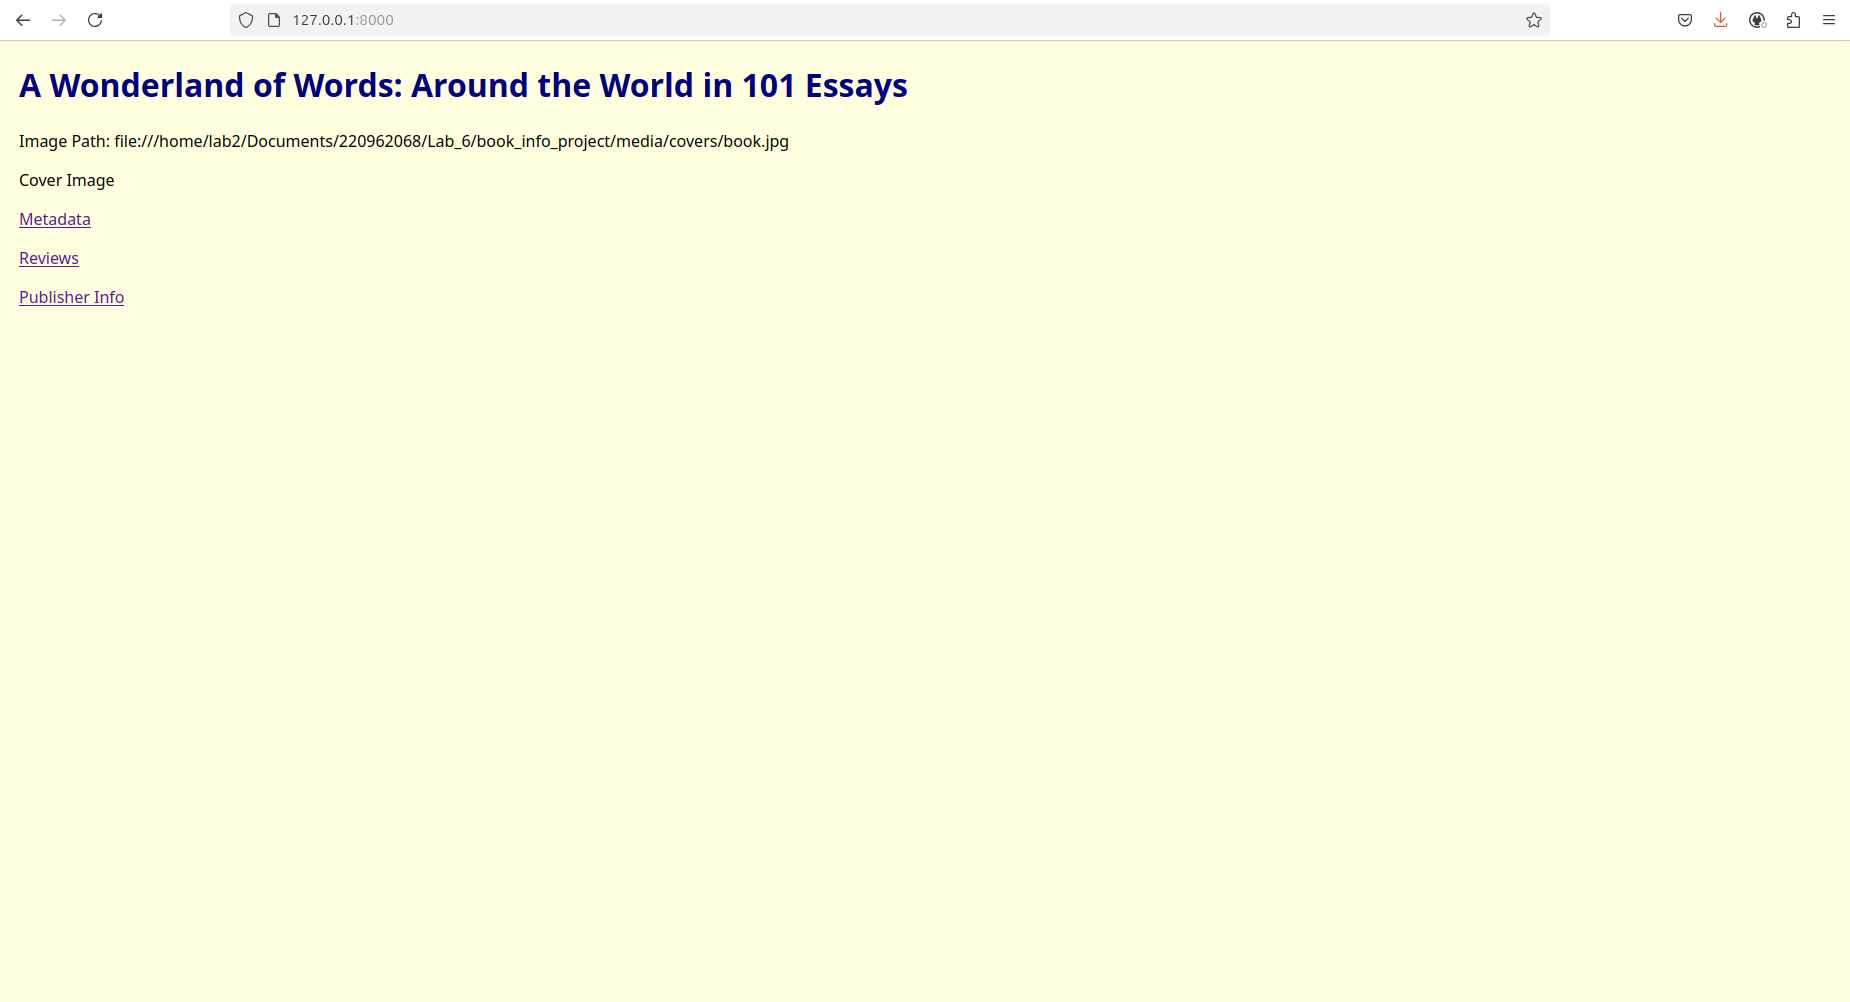 127.0.0.1:8000
A Wonderland of Words: Around the World in 101 Essays
Image Path: file:///home/lab2/Documents/220962068/Lab_6/book_info_project/media/covers/book.jpg
Cover Image
Metadata
Reviews
Publisher Info